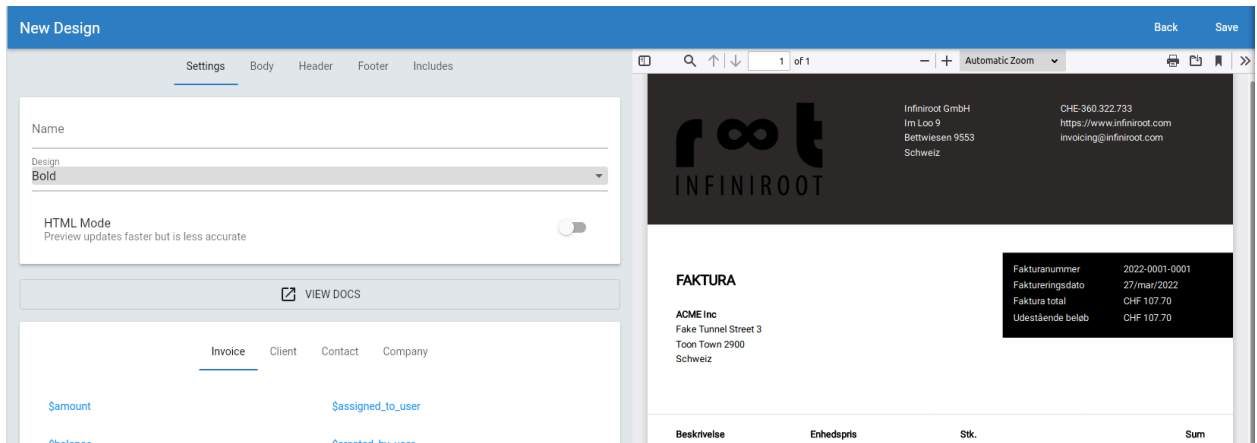 New Design
Back
Save
Settings
Body
Header
Footer
Includes
Name
Design
Bold
HTML Mode
Preview updates faster but is less accurate
VIEW DOCS
Invoice
Client
Contact
Company
$amount
$assigned_to_user
$balance
$created_by_user
1 of 1
Automatic Zoom
root
INFINIROOT
Infiniroot GmbH
Im Loo 9
Bettwiesen 9553
Schweiz
CHE-360.322.733
https://www.infiniroot.com
invoicing@infiniroot.com
FAKTURA
ACME Inc
Fake Tunnel Street 3
Toon Town 2900
Schweiz
Fakturanummer 2022-0001-0001
Faktureringsdato 27/mar/2022
Faktura total CHF 107.70
Udestående beløb CHF 107.70
Beskrivelse Enhedspris Stk. Sum